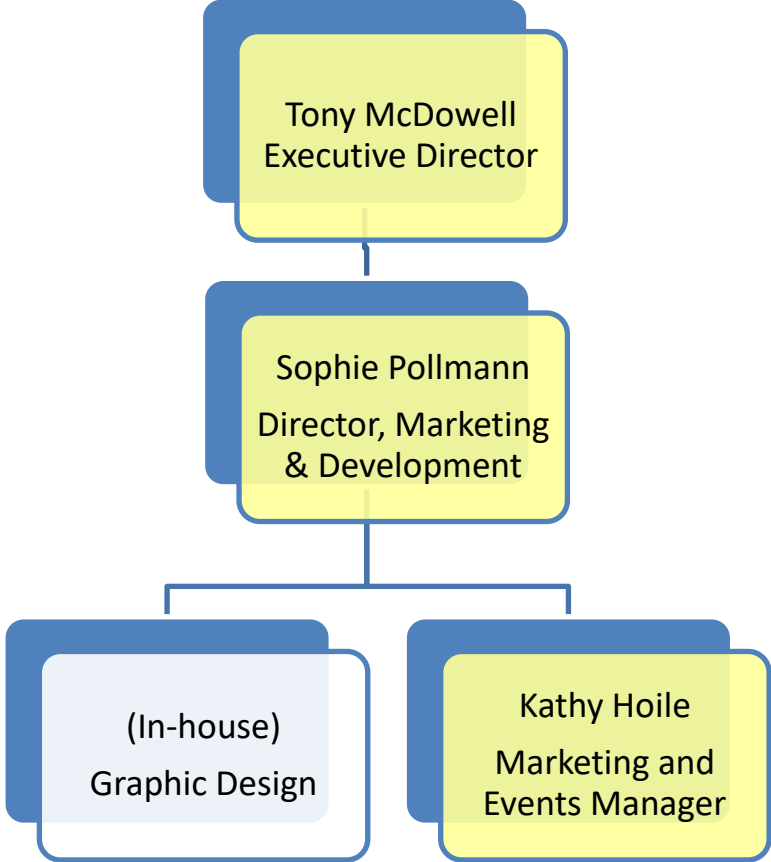 Tony McDowell
Executive Director
Sophie Pollmann
Director, Marketing
& Development
(In-house)
Graphic Design
Kathy Hoile
Marketing and
Events Manager